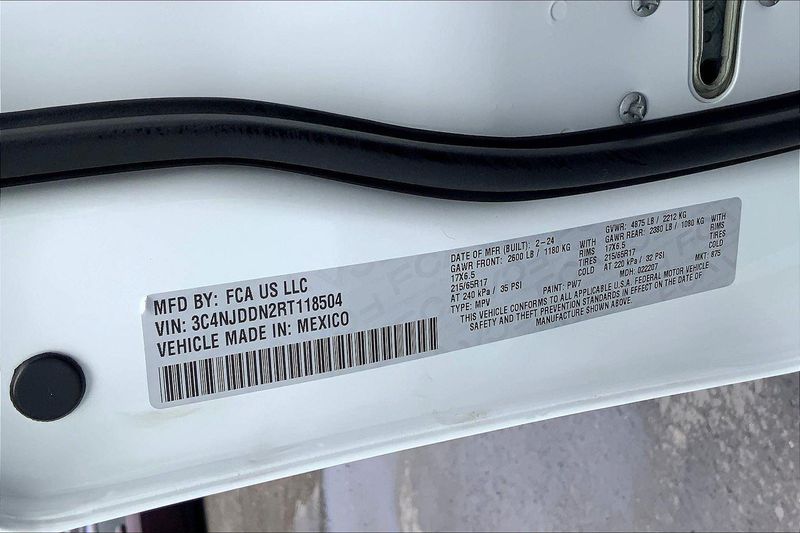 MFD BY: FCA US LLC
VIN: 3C4NJDDN2RT118504
VEHICLE MADE IN: MEXICO
DATE OF MFR (BUILT): 2-24
GAWR FRONT: 2600 LB / 1180 KG WITH
17X6.5 RIMS
215/65R17 TIRES
AT 240 kPa / 35 PSI COLD
TYPE: MPV
GVWR: 4875 LB / 2212 KG
GAWR REAR: 2380 LB / 1080 KG WITH
17X6.5 RIMS
215/65R17 TIRES
AT 220 kPa / 32 PSI COLD
MDH: 022207 MKT: 875
PAINT: PW7
THIS VEHICLE CONFORMS TO ALL APPLICABLE U.S.A. FEDERAL MOTOR VEHICLE
SAFETY AND THEFT PREVENTION STANDARDS IN EFFECT ON THE DATE OF
MANUFACTURE SHOWN ABOVE.